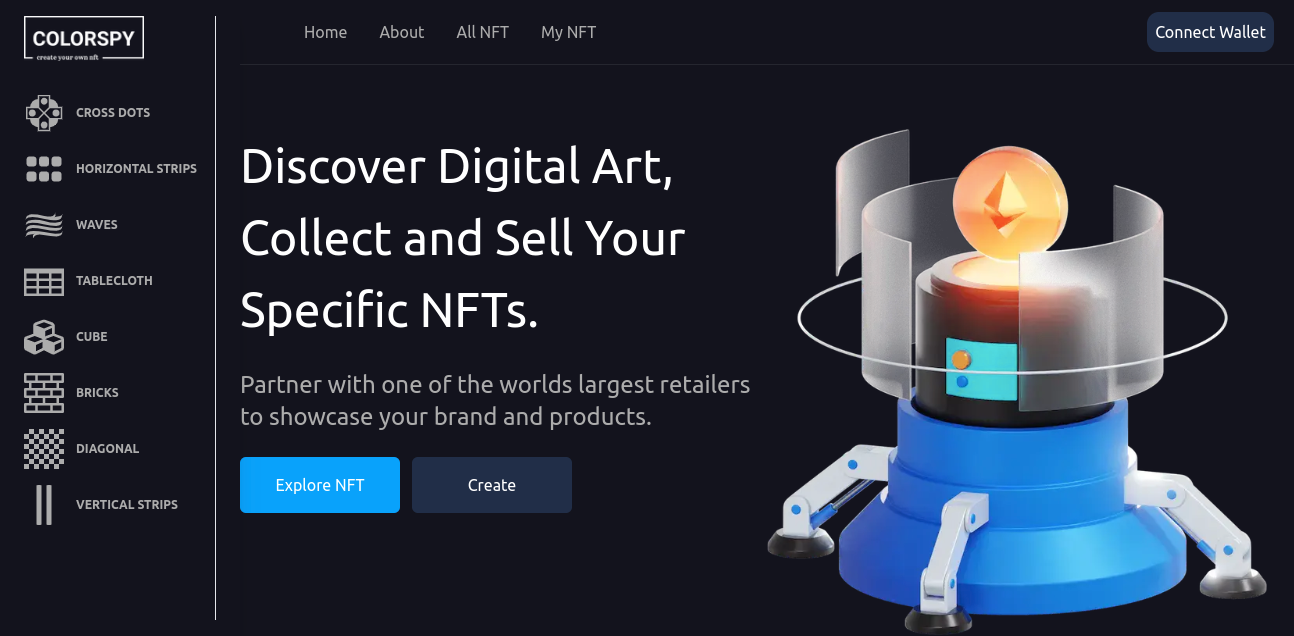 COLORSPY
create your own nft
Home
About
All NFT
My NFT
Connect Wallet
CROSS DOTS
HORIZONTAL STRIPS
WAVES
TABLECLOTH
CUBE
BRICKS
DIAGONAL
VERTICAL STRIPS
Discover Digital Art,
Collect and Sell Your
Specific NFTs.
Partner with one of the worlds largest retailers
to showcase your brand and products.
Explore NFT
Create